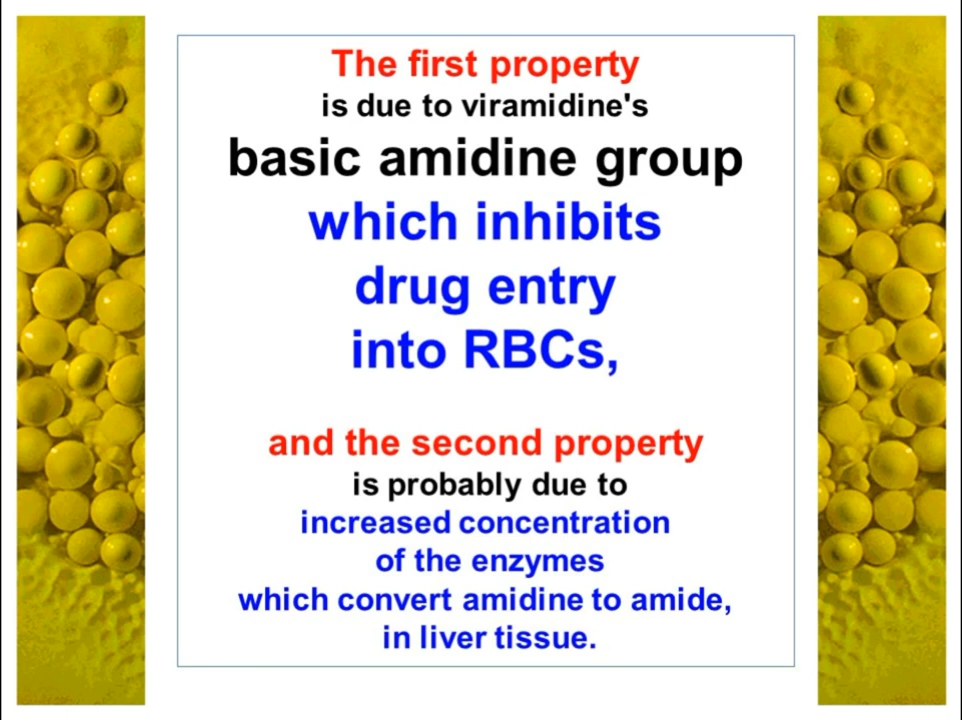 The first property
is due to viramidine's
basic amidine group
which inhibits
drug entry
into RBCs,
and the second property
is probably due to
increased concentration
of the enzymes
which convert amidine to amide,
in liver tissue.